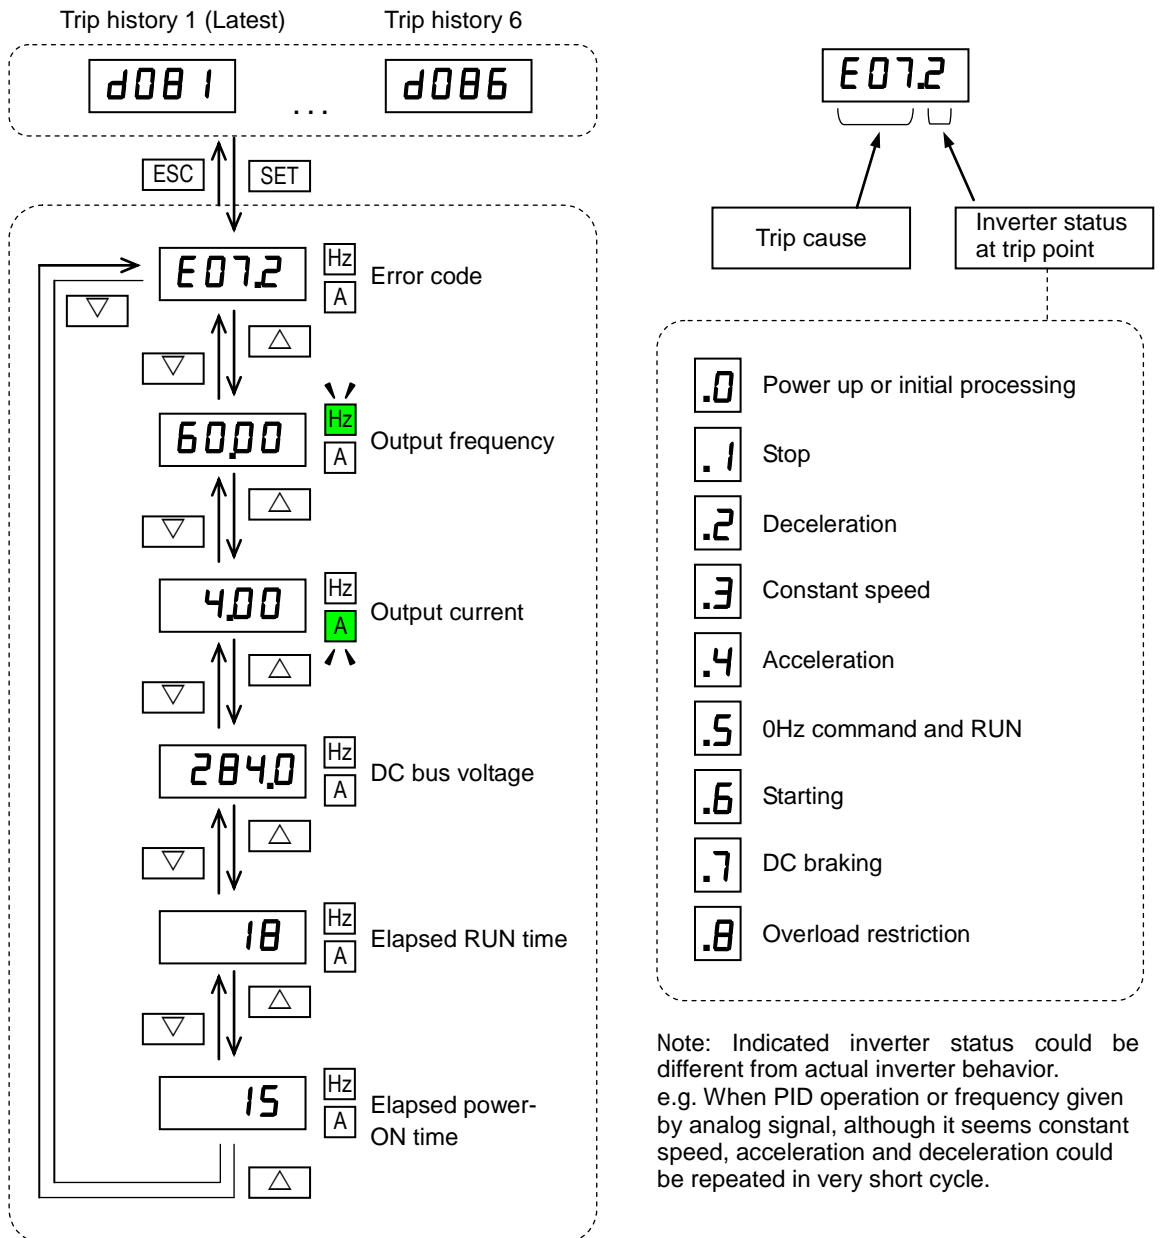 Trip history 1 (Latest) Trip history 6
d081 ... d086
ESC SET
E07.2 Hz Error code
A
60.00 Hz Output frequency
A
4.00 Hz Output current
A
284.0 Hz DC bus voltage
A
18 Hz Elapsed RUN time
A
15 Hz Elapsed power-
A ON time
E07.2
Trip cause
Inverter status
at trip point
.0 Power up or initial processing
.1 Stop
.2 Deceleration
.3 Constant speed
.4 Acceleration
.5 0Hz command and RUN
.6 Starting
.7 DC braking
.8 Overload restriction
Note: Indicated inverter status could be
different from actual inverter behavior.
e.g. When PID operation or frequency given
by analog signal, although it seems constant
speed, acceleration and deceleration could
be repeated in very short cycle.